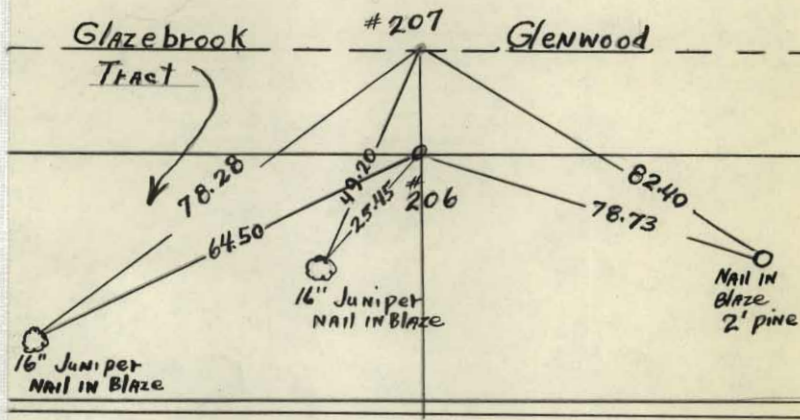 #207
Glazebrook
Tract
Glenwood
78.28
49.20
82.40
64.50
25.45
#206
78.73
16" Juniper
NAIL IN BLAZE
16" Juniper
NAIL IN BLAZE
NAIL IN
BLAZE
2' pine